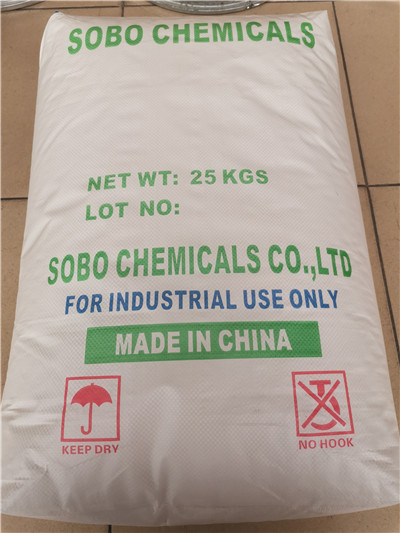 SOBO CHEMICALS
NET WT: 25 KGS
LOT NO:
SOBO CHEMICALS CO.,LTD
FOR INDUSTRIAL USE ONLY
MADE IN CHINA
KEEP DRY
NO HOOK